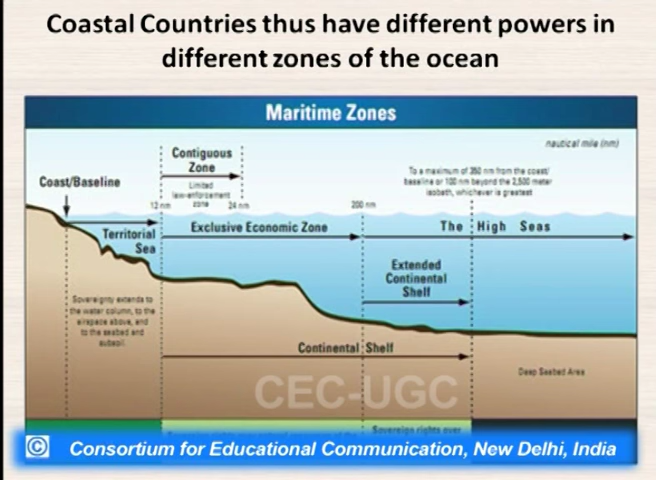 Coastal Countries thus have different powers in
different zones of the ocean
Maritime Zones
nautical mile (nm)
Contiguous
Zone
Limited
law-enforcement
zone
To a maximum of 350 nm from the coast/
baseline or 100 nm beyond the 2,500 meter
isobath, whichever is greatest
Coast/Baseline
12 nm
24 nm
200 nm
Territorial
Sea
Exclusive Economic Zone
The High Seas
Extended
Continental
Shelf
Sovereignty extends to
the water column, to the
airspace above, and
to the seabed and
subsoil.
Continental Shelf
Deep Seabed Area
CEC-UGC
Sovereign rights over
© Consortium for Educational Communication, New Delhi, India